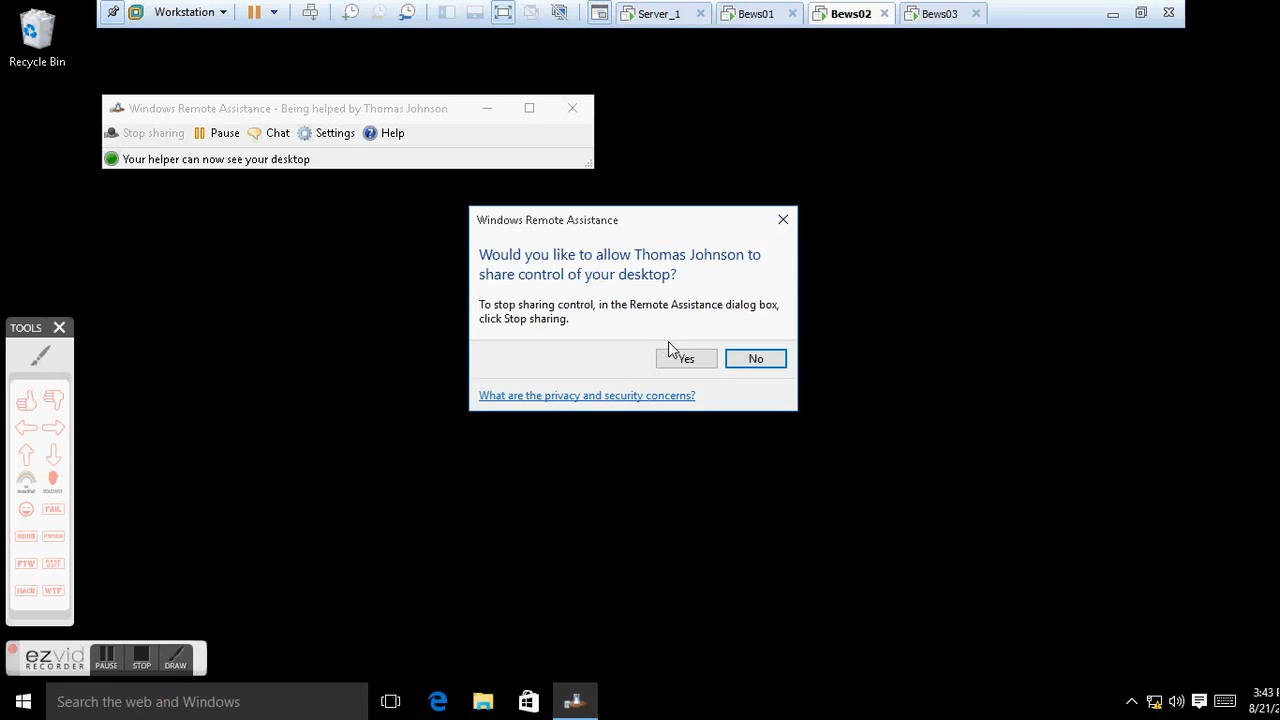 Workstation
Server_1
Bews01
Bews02
Bews03
Recycle Bin
Windows Remote Assistance - Being helped by Thomas Johnson
Stop sharing
Pause
Chat
Settings
Help
Your helper can now see your desktop
Windows Remote Assistance
Would you like to allow Thomas Johnson to
share control of your desktop?
To stop sharing control, in the Remote Assistance dialog box,
click Stop sharing.
Yes
No
What are the privacy and security concerns?
TOOLS
FAIL
NOOB
FTW
HACK
WTF
ezvid
RECORDER
PAUSE
STOP
DRAW
Search the web and Windows
3:43
8/21/2